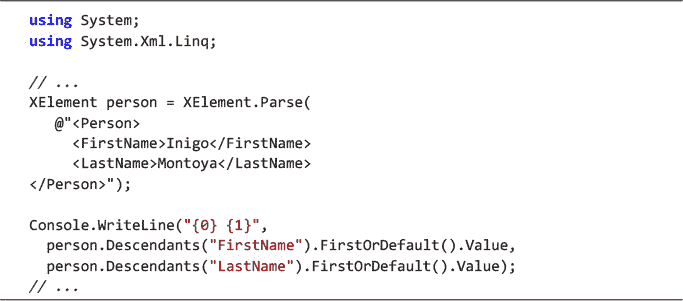 using System;
using System.Xml.Linq;
// ...
XElement person = XElement.Parse(
@"<Person>
<FirstName>Inigo</FirstName>
<LastName>Montoya</LastName>
</Person>");
Console.WriteLine("{0} {1}",
person.Descendants("FirstName").FirstOrDefault().Value,
person.Descendants("LastName").FirstOrDefault().Value);
// ...